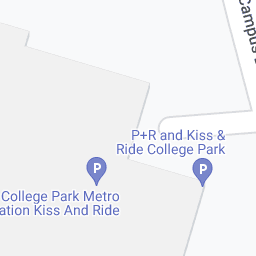 Campus
P+R and Kiss &
Ride College Park
P
P
College Park Metro
ation Kiss And Ride